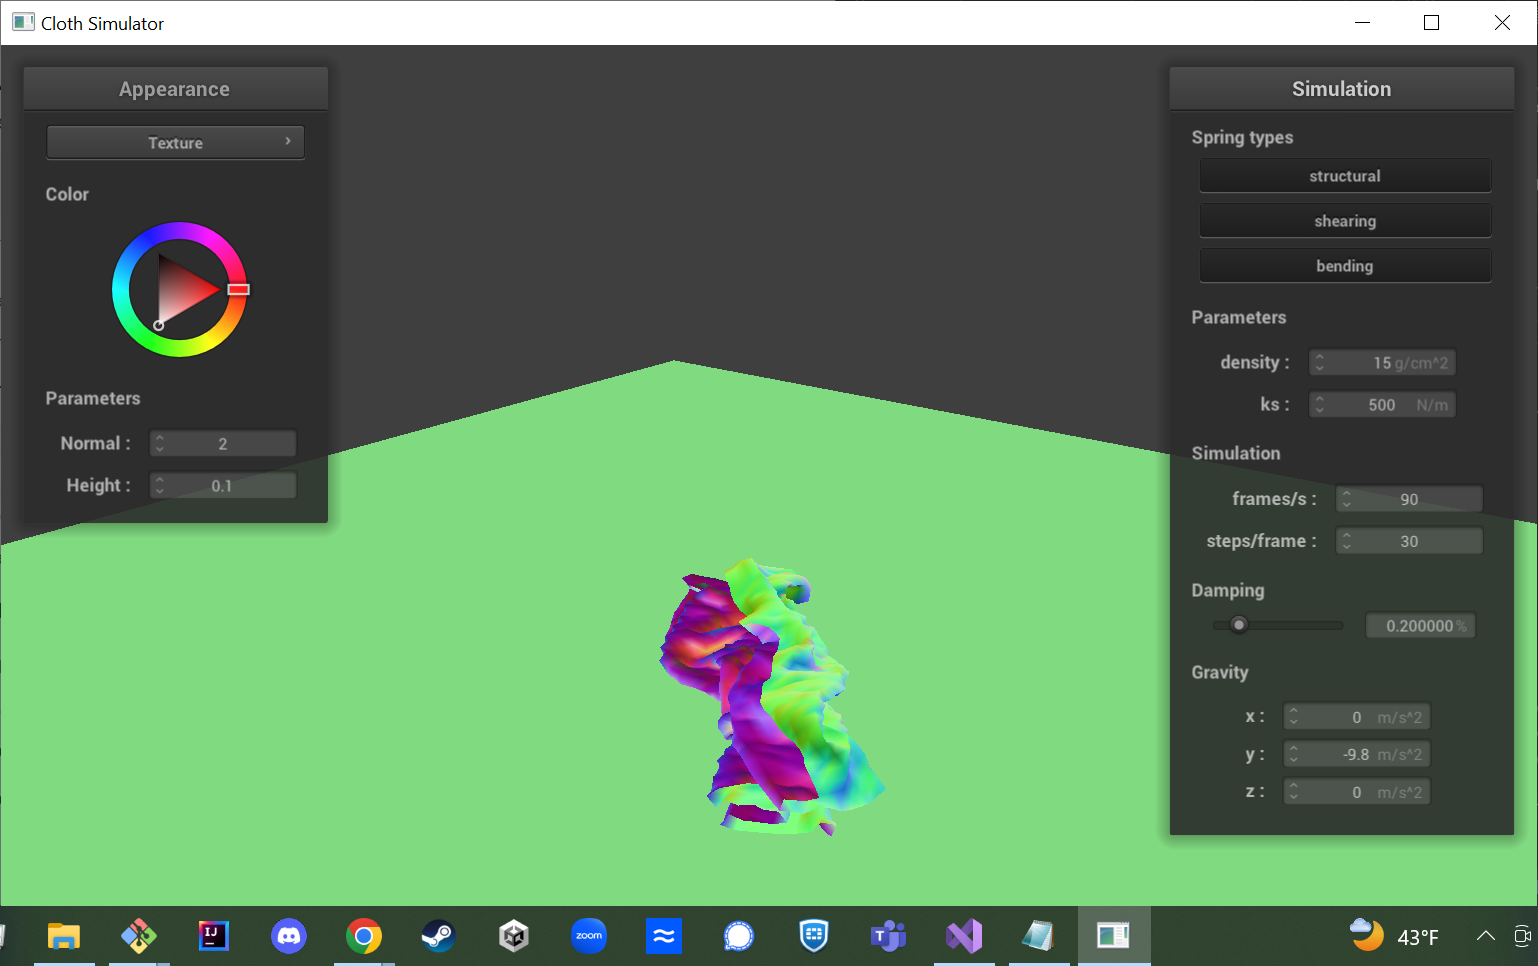 Cloth Simulator
Appearance
Texture
Color
Parameters
Normal : 2
Height : 0.1
Simulation
Spring types
structural
shearing
bending
Parameters
density : 15 g/cm^2
ks : 500 N/m
Simulation
frames/s : 90
steps/frame : 30
Damping
0.200000 %
Gravity
x : 0 m/s^2
y : -9.8 m/s^2
z : 0 m/s^2
IJ
zoom
T
43°F